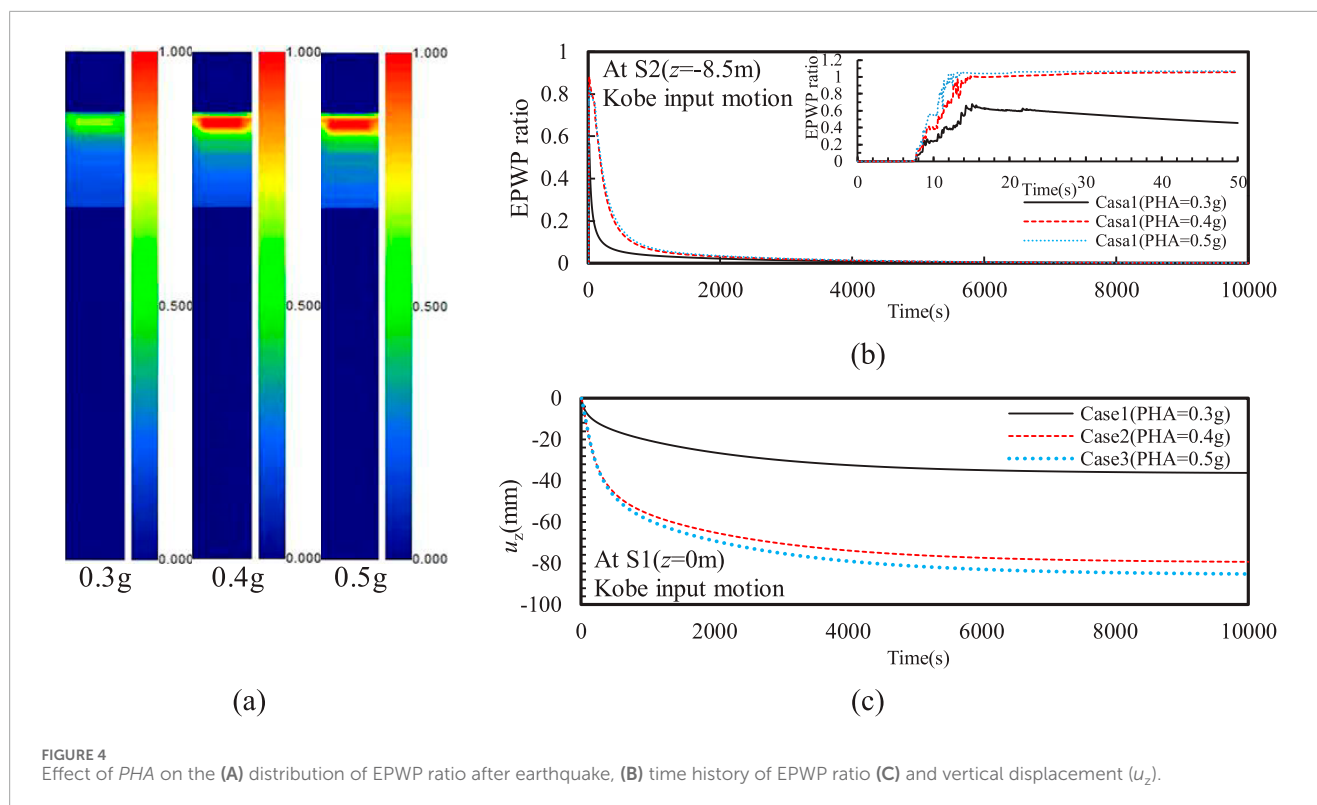 1.000
1.000
1.000
0.500
0.500
0.500
0.000
0.000
0.000
0.3g
0.4g
0.5g
(a)
EPWP ratio
1
0.8
0.6
0.4
0.2
0
At S2(z=-8.5m)
Kobe input motion
EPWP ratio
1.2
1
0.8
0.6
0.4
0.2
0
0
10
20
30
40
50
Time(s)
Casa1(PHA=0.3g)
Casa1(PHA=0.4g)
Casa1(PHA=0.5g)
0
2000
4000
6000
8000
10000
Time(s)
(b)
uz(mm)
0
-20
-40
-60
-80
-100
Case1(PHA=0.3g)
Case2(PHA=0.4g)
Case3(PHA=0.5g)
At S1(z=0m)
Kobe input motion
0
2000
4000
6000
8000
10000
Time(s)
(c)
FIGURE 4
Effect of PHA on the (A) distribution of EPWP ratio after earthquake, (B) time history of EPWP ratio (C) and vertical displacement (uz).